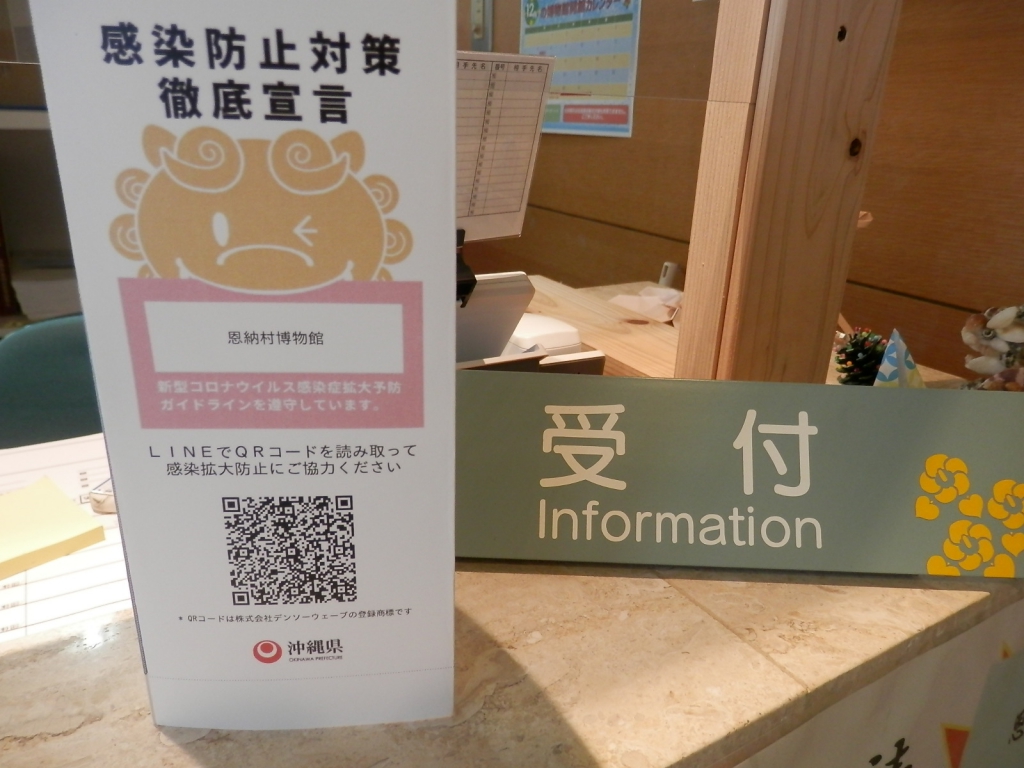 感染防止対策
徹底宣言
恩納村博物館
新型コロナウイルス感染症拡大予防
ガイドラインを遵守しています。
LINEでQRコードを読み取って
感染拡大防止にご協力ください
* QRコードは株式会社デンソーウェーブの登録商標です
沖縄県
OKINAWA PREFECTURE
受付
Information